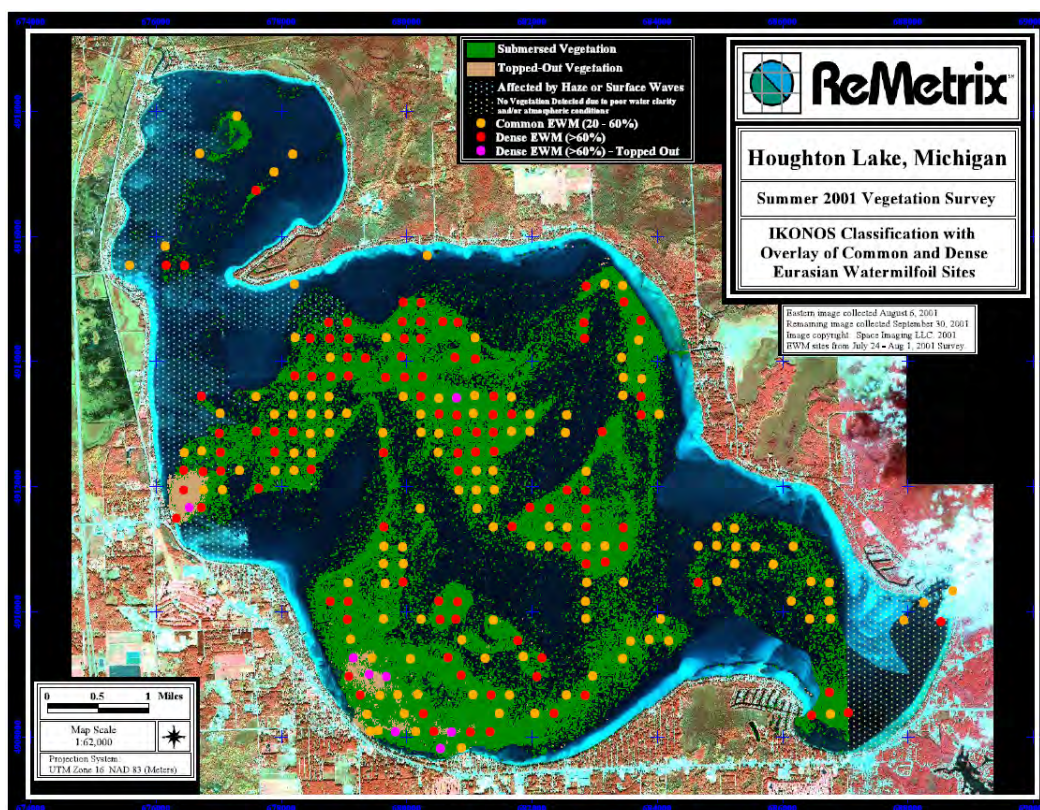 Submersed Vegetation
Topped-Out Vegetation
Affected by Haze or Surface Waves
No Vegetation Detected due to poor water clarity
and/or atmospheric conditions
Common EWM (20 - 60%)
Dense EWM (>60%)
Dense EWM (>60%) - Topped Out
ReMetrix
Houghton Lake, Michigan
Summer 2001 Vegetation Survey
IKONOS Classification with
Overlay of Common and Dense
Eurasian Watermilfoil Sites
Eastern image collected August 6, 2001
Remaining image collected September 30, 2001
Image copyright: Space Imaging LLC, 2001
EWM sites from July 24 - Aug 1, 2001 Survey
0 0.5 1 Miles
Map Scale
1:62,000
Projection System:
UTM Zone 16 NAD 83 (Meters)